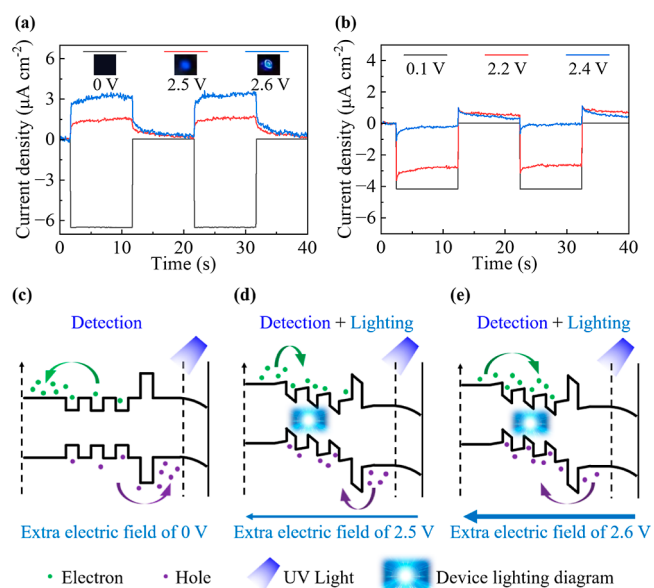 (a)
Current density (μA cm⁻²)
6
3
0
−3
−6
0 V
2.5 V
2.6 V
0
10
20
30
40
Time (s)
(b)
Current density (μA cm⁻²)
4
2
0
−2
−4
−6
0.1 V
2.2 V
2.4 V
0
10
20
30
40
Time (s)
(c)
Detection
Extra electric field of 0 V
(d)
Detection + Lighting
Extra electric field of 2.5 V
(e)
Detection + Lighting
Extra electric field of 2.6 V
Electron
Hole
UV Light
Device lighting diagram